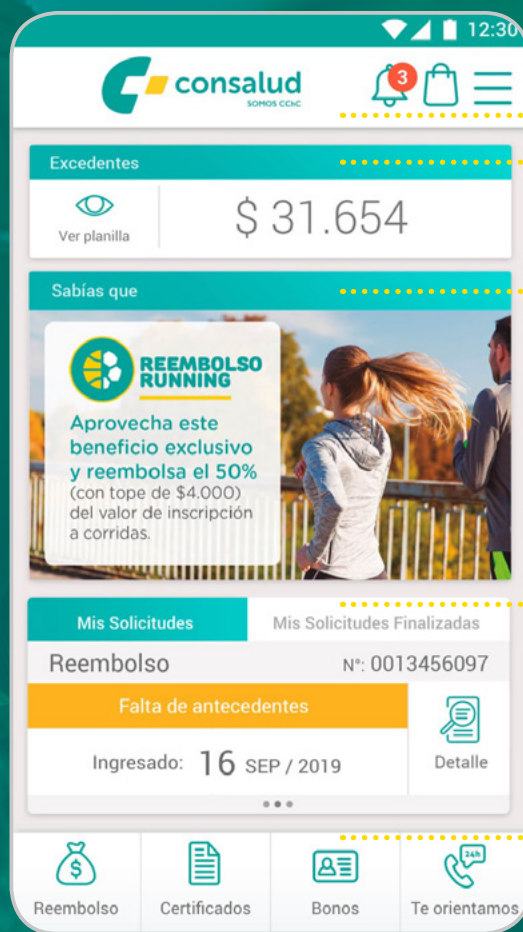 12:30
consalud
SOMOS CChC
3
Excedentes
Ver planilla
$ 31.654
Sabías que
REEMBOLSO
RUNNING
Aprovecha este
beneficio exclusivo
y reembolsa el 50%
(con tope de $4.000)
del valor de inscripción
a corridas.
Mis Solicitudes
Mis Solicitudes Finalizadas
Reembolso
N°: 0013456097
Falta de antecedentes
Ingresado: 16 SEP / 2019
Detalle
$
24h
Reembolso
Certificados
Bonos
Te orientamos